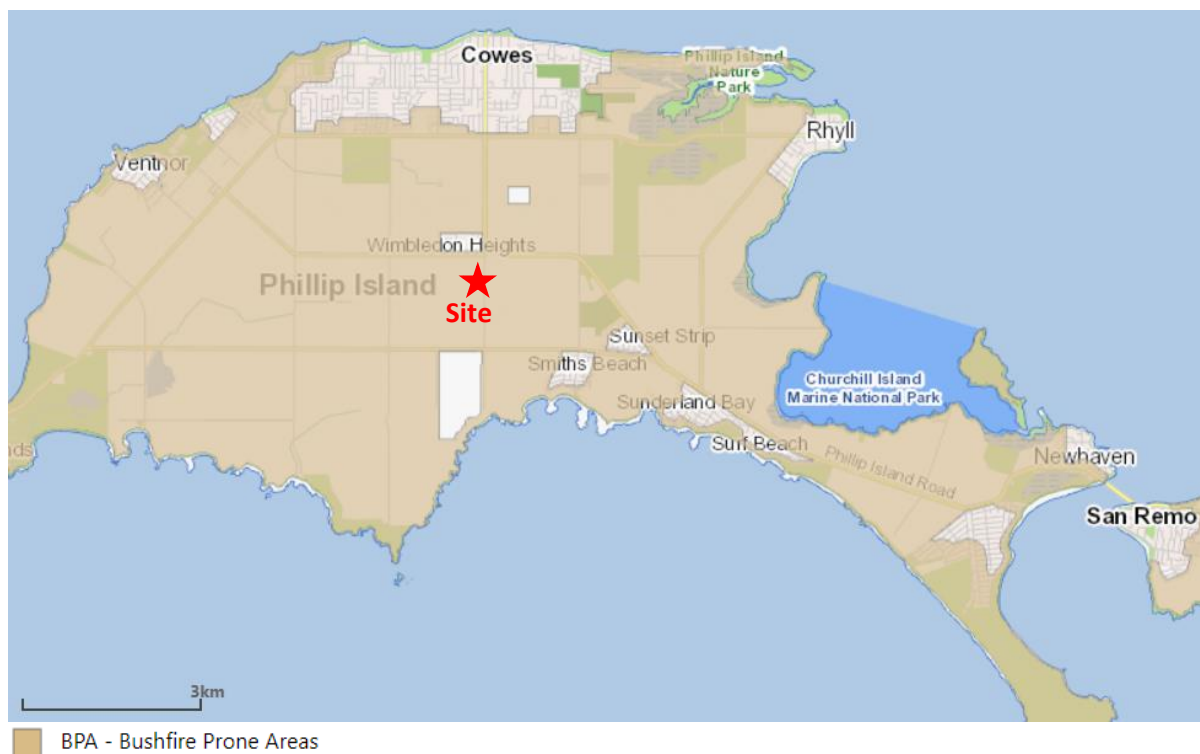 Cowes
Phillip Island
Nature
Park
Rhyll
Ventnor
Wimbledon Heights
Phillip Island
Site
Sunset Strip
Smiths Beach
Churchill Island
Marine National Park
Sunderland Bay
Surf Beach
nds
Phillip Island Road
Newhaven
San Remo
3km
BPA - Bushfire Prone Areas